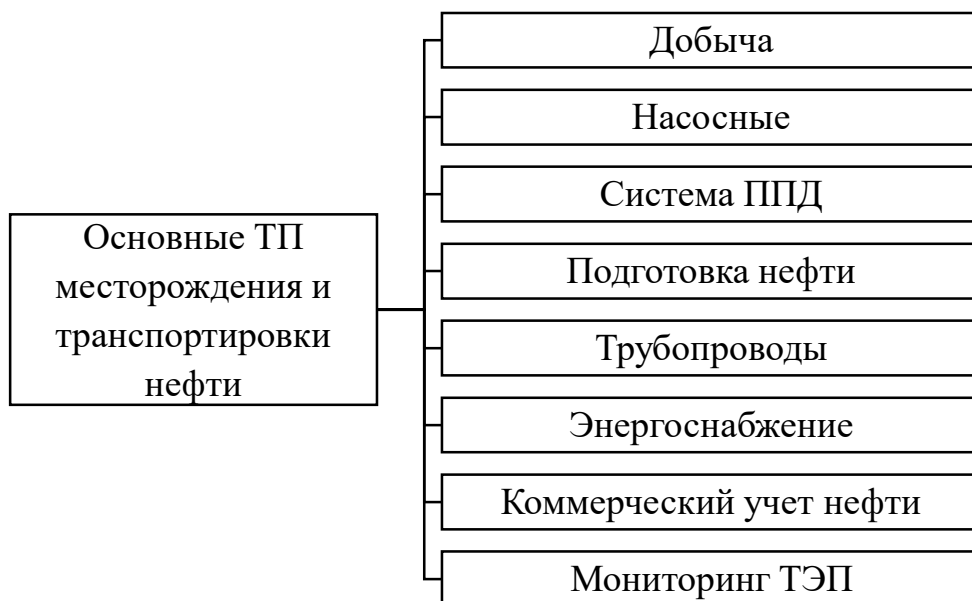 Основные ТП
месторождения и
транспортировки
нефти
Добыча
Насосные
Система ППД
Подготовка нефти
Трубопроводы
Энергоснабжение
Коммерческий учет нефти
Мониторинг ТЭП